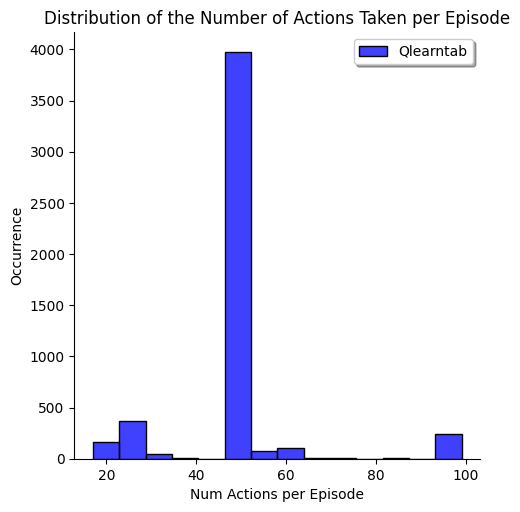 Distribution of the Number of Actions Taken per Episode
Qlearntab
4000
3500
3000
2500
2000
1500
1000
500
0
Occurrence
20 40 60 80 100
Num Actions per Episode